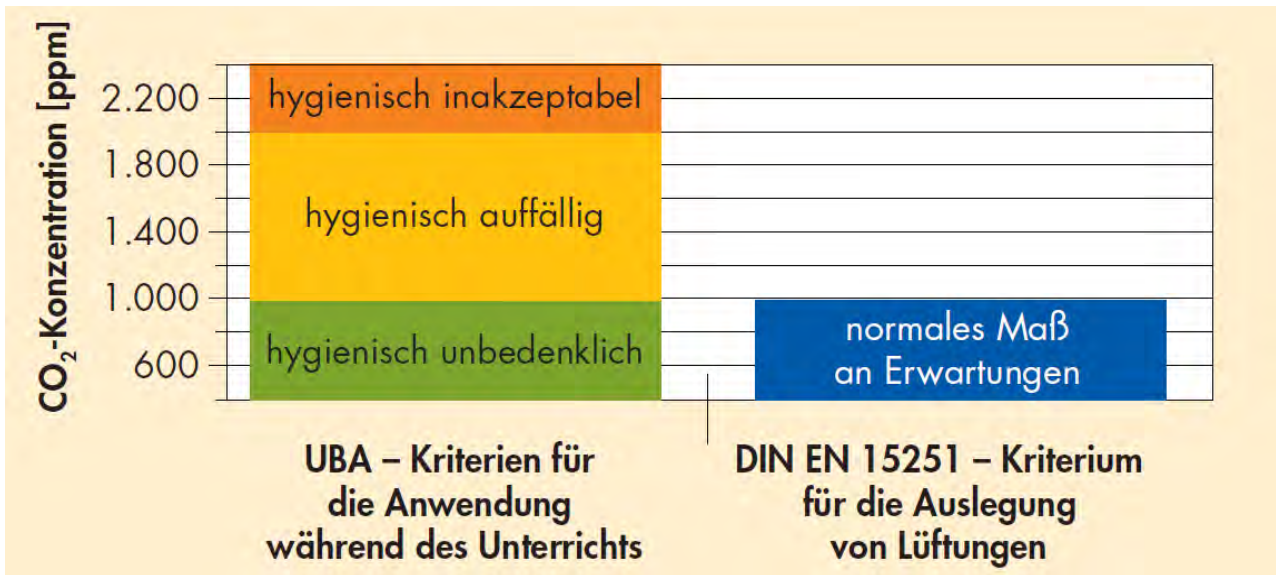 CO₂-Konzentration [ppm]
2.200
1.800
1.400
1.000
600
hygienisch inakzeptabel
hygienisch auffällig
hygienisch unbedenklich
normales Maß
an Erwartungen
UBA – Kriterien für
die Anwendung
während des Unterrichts
DIN EN 15251 – Kriterium
für die Auslegung
von Lüftungen